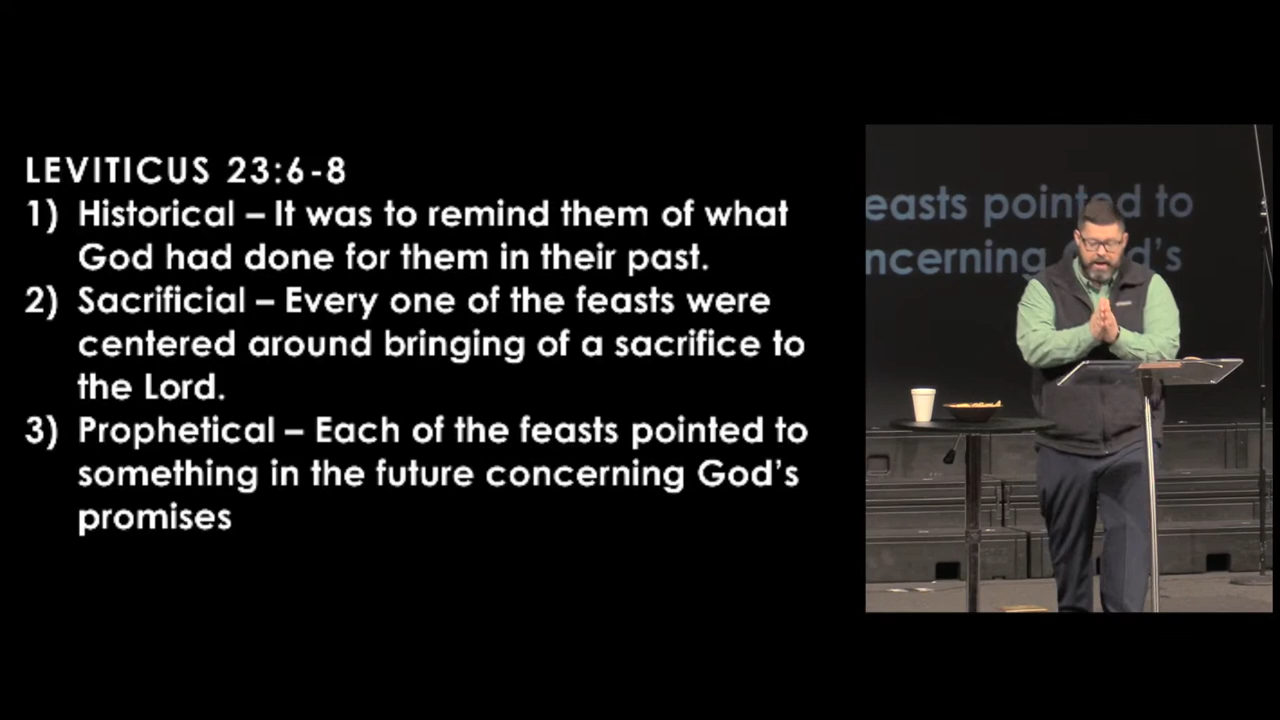 LEVITICUS 23:6-8
1) Historical – It was to remind them of what
God had done for them in their past.
2) Sacrificial – Every one of the feasts were
centered around bringing of a sacrifice to
the Lord.
3) Prophetical – Each of the feasts pointed to
something in the future concerning God's
promises
easts pointed to
ncerning God's